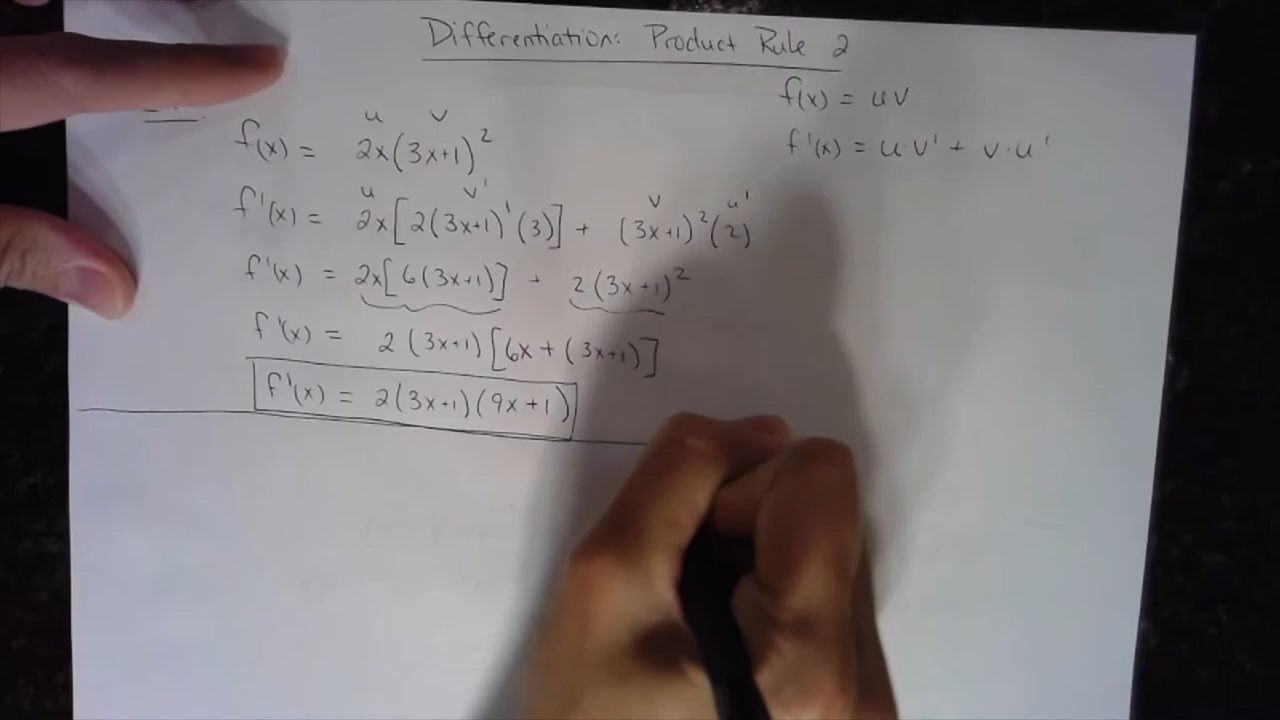 Differentiation: Product Rule 2
f(x) = uv
f'(x) = u·v' + v·u'
u v
f(x) = 2x(3x+1)²
u v' v u'
f'(x) = 2x[2(3x+1)'(3)] + (3x+1)²(2)
f'(x) = 2x[6(3x+1)] + 2(3x+1)²
f'(x) = 2(3x+1)[6x+(3x+1)]
f'(x) = 2(3x+1)(9x+1)